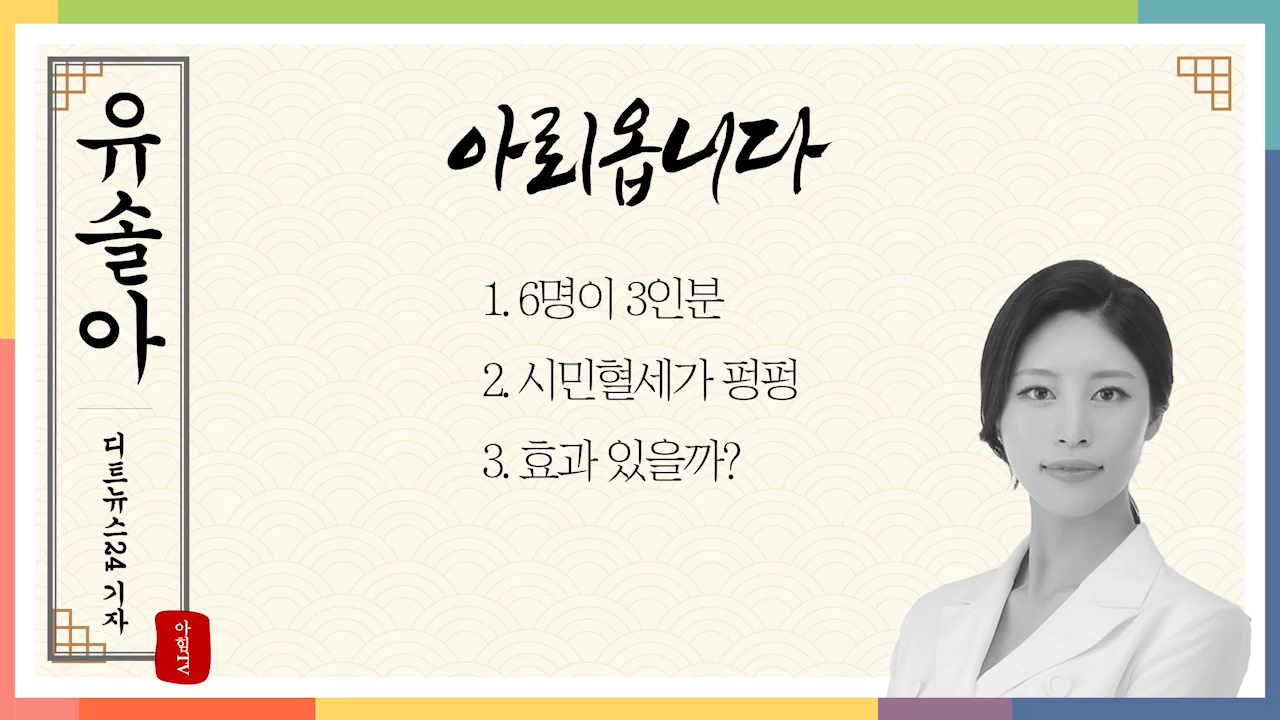 유솔아
디트뉴스24 기자
아힘TV
아뢰옵니다
1. 6명이 3인분
2. 시민혈세가 펑펑
3. 효과 있을까?